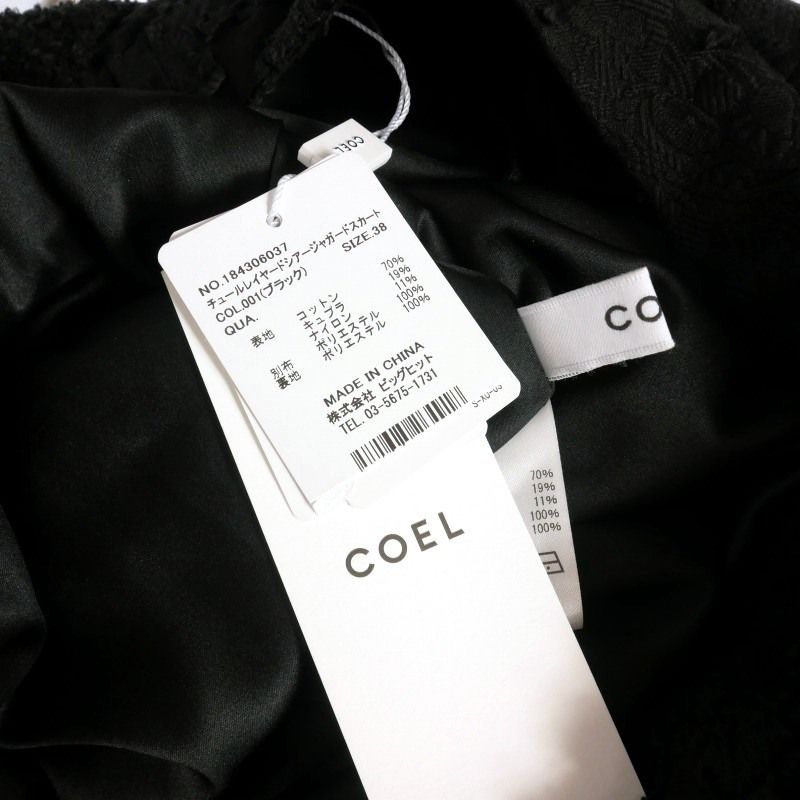 COEL
NO.184306037
チュールレイヤードシアージャガードスカート
COL.001(ブラック) SIZE.38
QUA.
表地 コットン 70%
キュプラ 19%
ナイロン 11%
別布 ポリエステル 100%
裏地 ポリエステル 100%
MADE IN CHINA
株式会社 ビッグヒット
TEL. 03-5675-1731
CO
70%
19%
11%
100%
100%
COEL